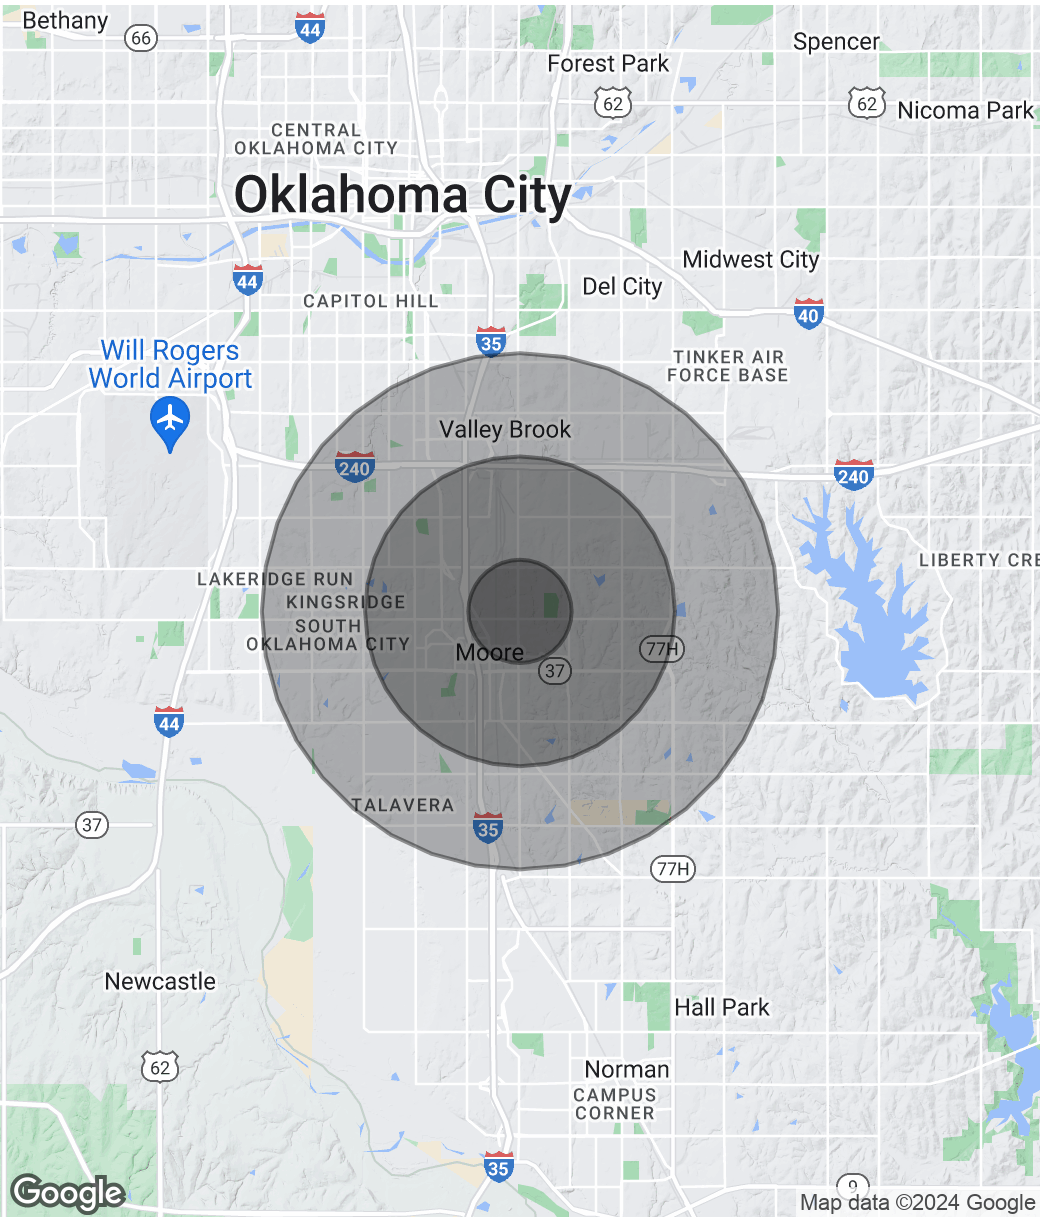 Bethany
66
44
Spencer
Forest Park
62
62
Nicoma Park
CENTRAL
OKLAHOMA CITY
Oklahoma City
Midwest City
44
Del City
CAPITOL HILL
40
35
Will Rogers
World Airport
TINKER AIR
FORCE BASE
Valley Brook
240
240
LIBERTY CRE
LAKERIDGE RUN
KINGSRIDGE
SOUTH
OKLAHOMA CITY
Moore
77H
37
44
TALAVERA
37
35
77H
Newcastle
Hall Park
62
Norman
CAMPUS
CORNER
35
9
Google
Map data ©2024 Google